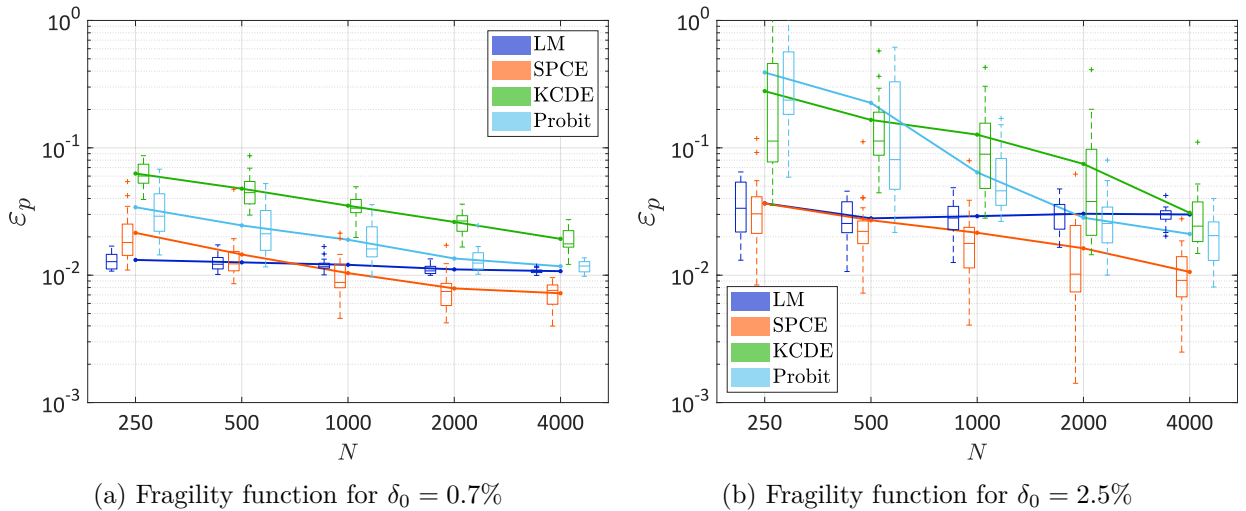 10^0
10^-1
10^-2
10^-3
ε_p
LM
SPCE
KCDE
Probit
250 500 1000 2000 4000
N
(a) Fragility function for δ_0 = 0.7%
10^0
10^-1
10^-2
10^-3
ε_p
LM
SPCE
KCDE
Probit
250 500 1000 2000 4000
N
(b) Fragility function for δ_0 = 2.5%